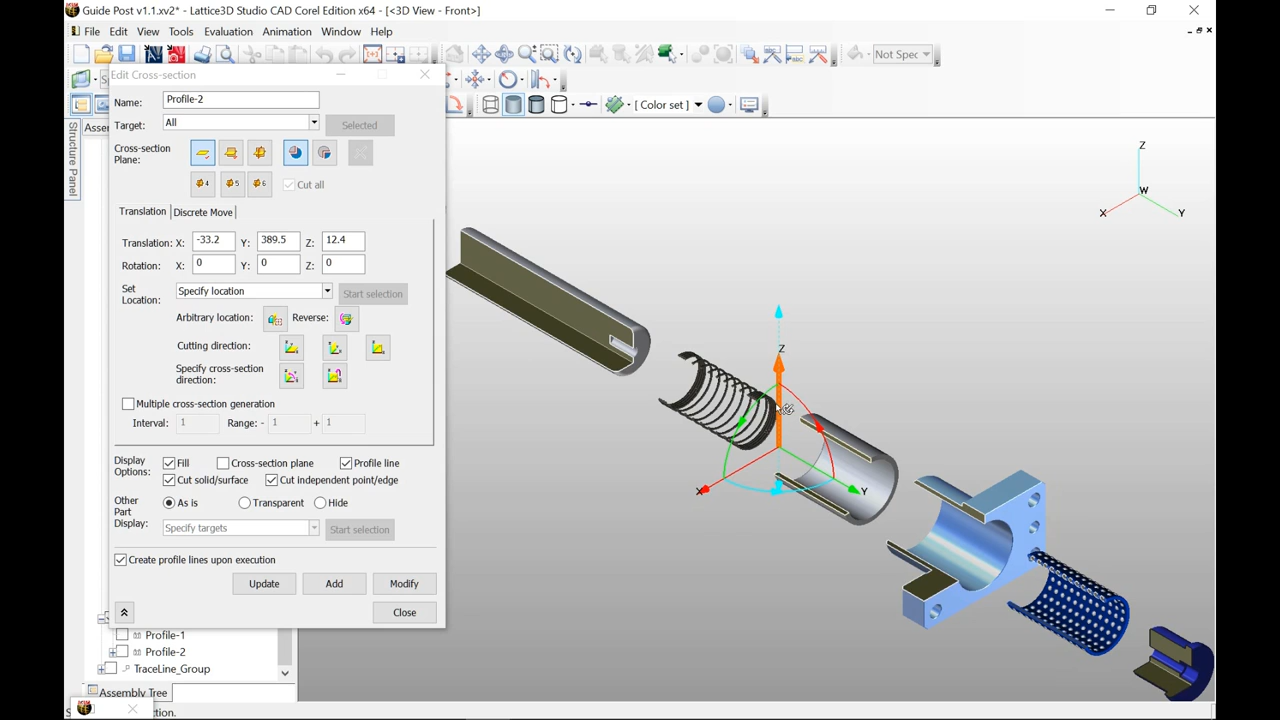 Guide Post v1.1.xv2* - Lattice3D Studio CAD Corel Edition x64 - [<3D View - Front>]
File Edit View Tools Evaluation Animation Window Help
Not Spec
Edit Cross-section
[ Color set ]
Structure Panel
Asse
Name: Profile-2
Target: All Selected
Cross-section
Plane:
4 5 6 Cut all
Translation Discrete Move
Translation: X: -33.2 Y: 389.5 Z: 12.4
Rotation: X: 0 Y: 0 Z: 0
Set
Location: Specify location Start selection
Arbitrary location: Reverse:
Cutting direction:
Specify cross-section
direction:
Multiple cross-section generation
Interval: 1 Range: - 1 + 1
Display
Options: Fill Cross-section plane Profile line
Cut solid/surface Cut independent point/edge
Other
Part
Display: As is Transparent Hide
Specify targets Start selection
Create profile lines upon execution
Update Add Modify
Close
Profile-1
Profile-2
TraceLine_Group
Assembly Tree
ction.
Z
W
X Y
Z
X Y